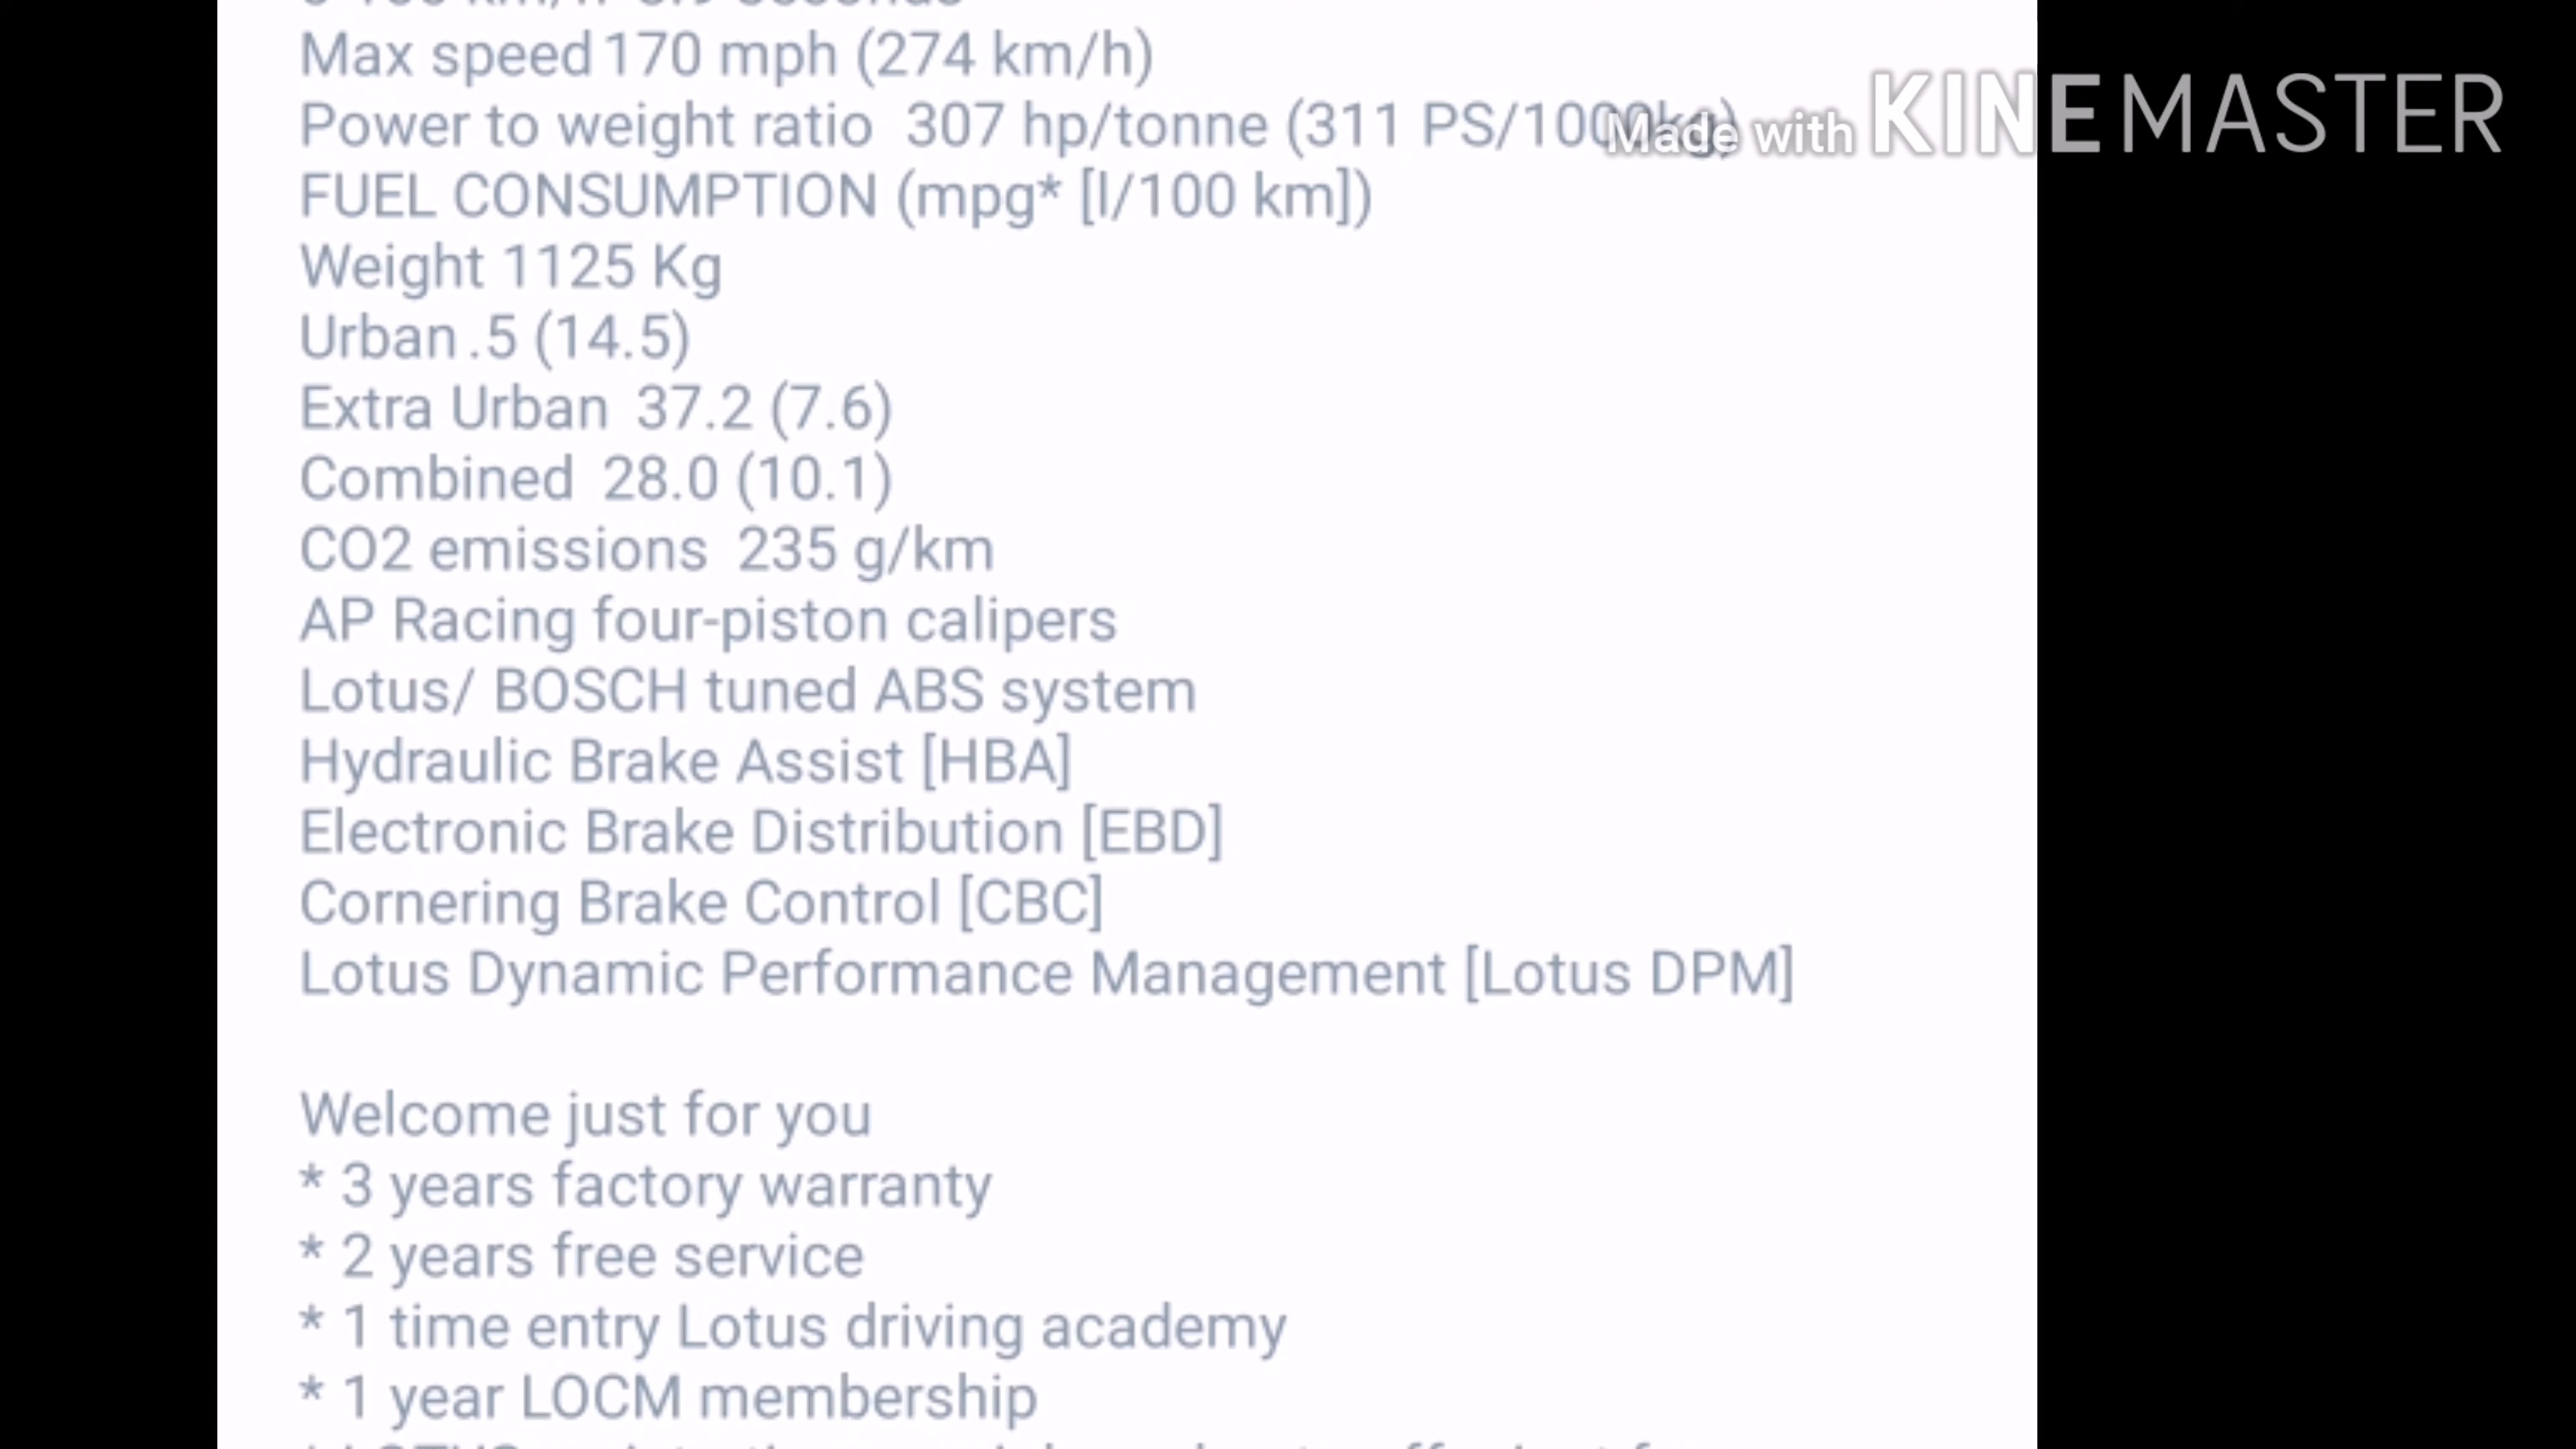 Max speed 170 mph (274 km/h)
Power to weight ratio 307 hp/tonne (311 PS/1000kg)
Made with KINEMASTER
FUEL CONSUMPTION (mpg* [l/100 km])
Weight 1125 Kg
Urban .5 (14.5)
Extra Urban 37.2 (7.6)
Combined 28.0 (10.1)
CO2 emissions 235 g/km
AP Racing four-piston calipers
Lotus/ BOSCH tuned ABS system
Hydraulic Brake Assist [HBA]
Electronic Brake Distribution [EBD]
Cornering Brake Control [CBC]
Lotus Dynamic Performance Management [Lotus DPM]
Welcome just for you
* 3 years factory warranty
* 2 years free service
* 1 time entry Lotus driving academy
* 1 year LOCM membership